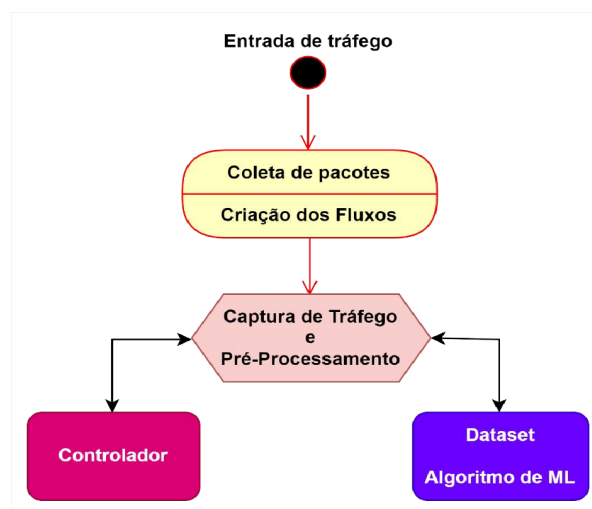 Entrada de tráfego
Coleta de pacotes
Criação dos Fluxos
Captura de Tráfego
e
Pré-Processamento
Controlador
Dataset
Algoritmo de ML